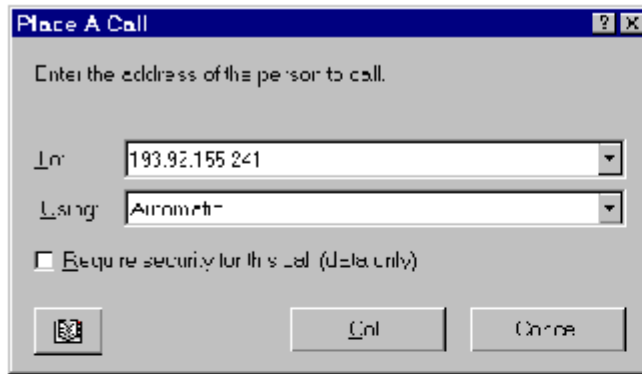 Place A Call
Enter the address of the person to call.
To: 193.92.155.241
Using: Automatic
Require security for this call (data only)
Call Cancel